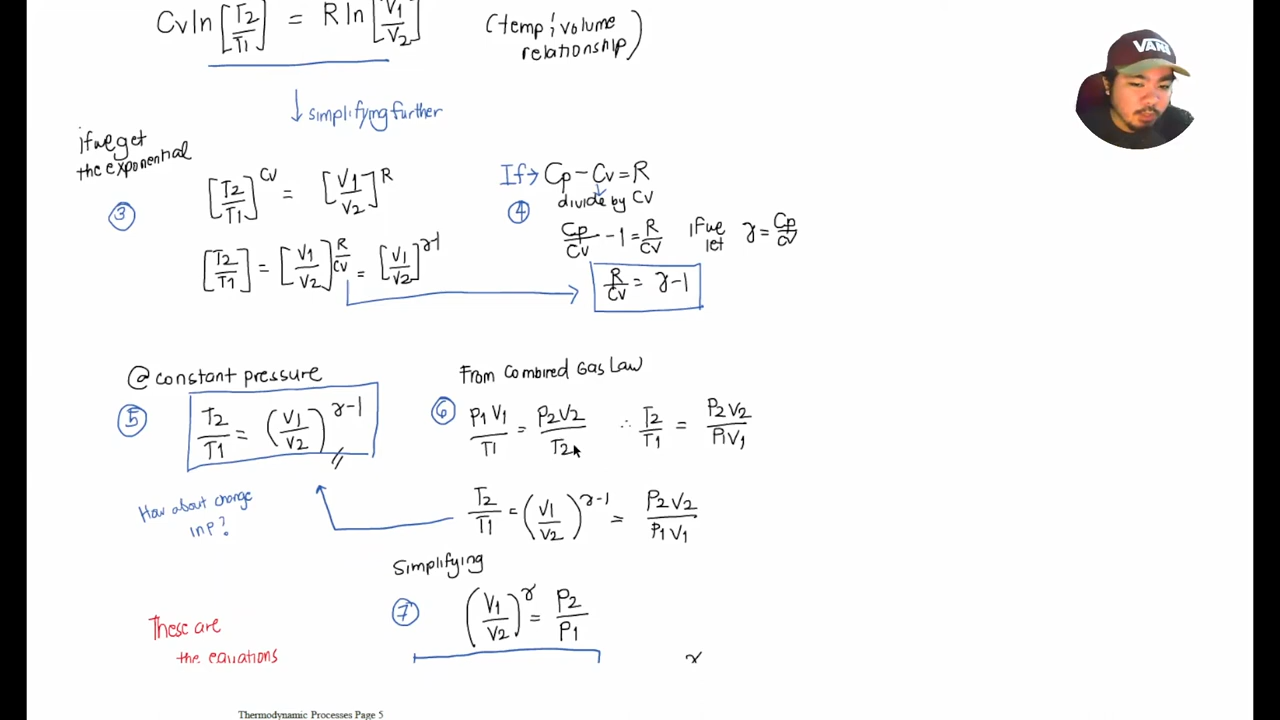 Cv ln [T2/T1] = R ln [V1/V2]
(temp & volume
relationship)
VANS
↓ simplifying further
if we get
the exponential
③
[T2/T1]^Cv = [V1/V2]^R
[T2/T1] = [V1/V2]^(R/Cv) = [V1/V2]^(γ-1)
If → Cp - Cv = R
divide by Cv
④
Cp/Cv - 1 = R/Cv if we let γ = Cp/Cv
R/Cv = γ-1
@ constant pressure
⑤
T2/T1 = (V1/V2)^(γ-1)
How about change
in P?
From Combined Gas Law
⑥
P1V1/T1 = P2V2/T2 ∴ T2/T1 = P2V2/P1V1
T2/T1 = (V1/V2)^(γ-1) = P2V2/P1V1
Simplifying
⑦
(V1/V2)^γ = P2/P1
These are
the equations
Thermodynamic Processes Page 5